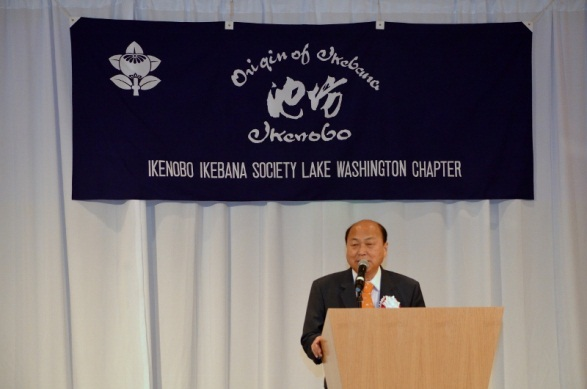 Origin of Ikebana
池坊
Ikenobo
IKENOBO IKEBANA SOCIETY LAKE WASHINGTON CHAPTER